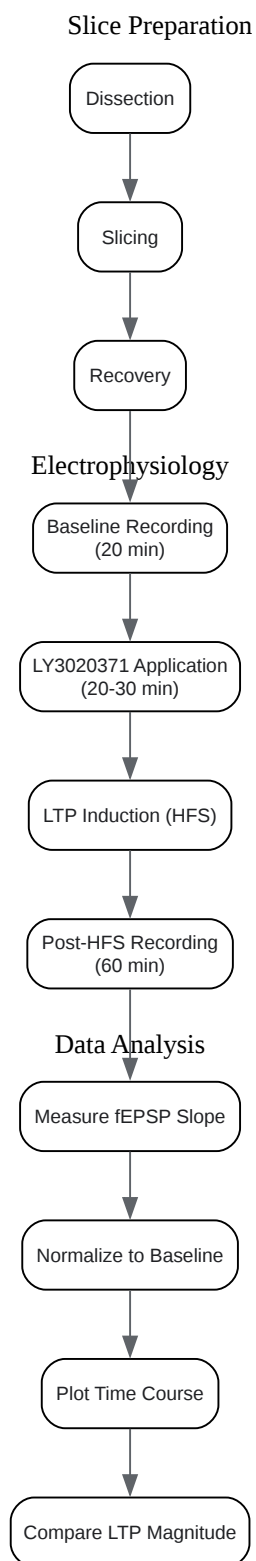 Slice Preparation
Dissection
Slicing
Recovery
Electrophysiology
Baseline Recording
(20 min)
LY3020371 Application
(20-30 min)
LTP Induction (HFS)
Post-HFS Recording
(60 min)
Data Analysis
Measure fEPSP Slope
Normalize to Baseline
Plot Time Course
Compare LTP Magnitude